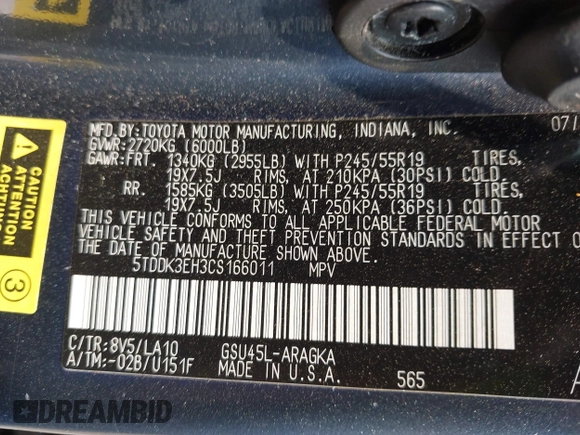 MFD.BY:TOYOTA MOTOR MANUFACTURING, INDIANA, INC. 07/
GVWR:2720KG (6000LB)
GAWR:FRT. 1340KG (2955LB) WITH P245/55R19 TIRES,
19X7.5J RIMS, AT 210KPA (30PSI) COLD.
RR. 1585KG (3505LB) WITH P245/55R19 TIRES,
19X7.5J RIMS, AT 250KPA (36PSI) COLD.
THIS VEHICLE CONFORMS TO ALL APPLICABLE FEDERAL MOTOR
VEHICLE SAFETY AND THEFT PREVENTION STANDARDS IN EFFECT
THE DATE OF MANUFACTURE SHOWN ABOVE.
5TDDK3EH3CS166011 MPV
C/TR:8V5/LA10 GSU45L-ARAGKA
A/TM:-02B/U151F MADE IN U.S.A. 565
CAUTION
ATTENTION
3
DREAMBID